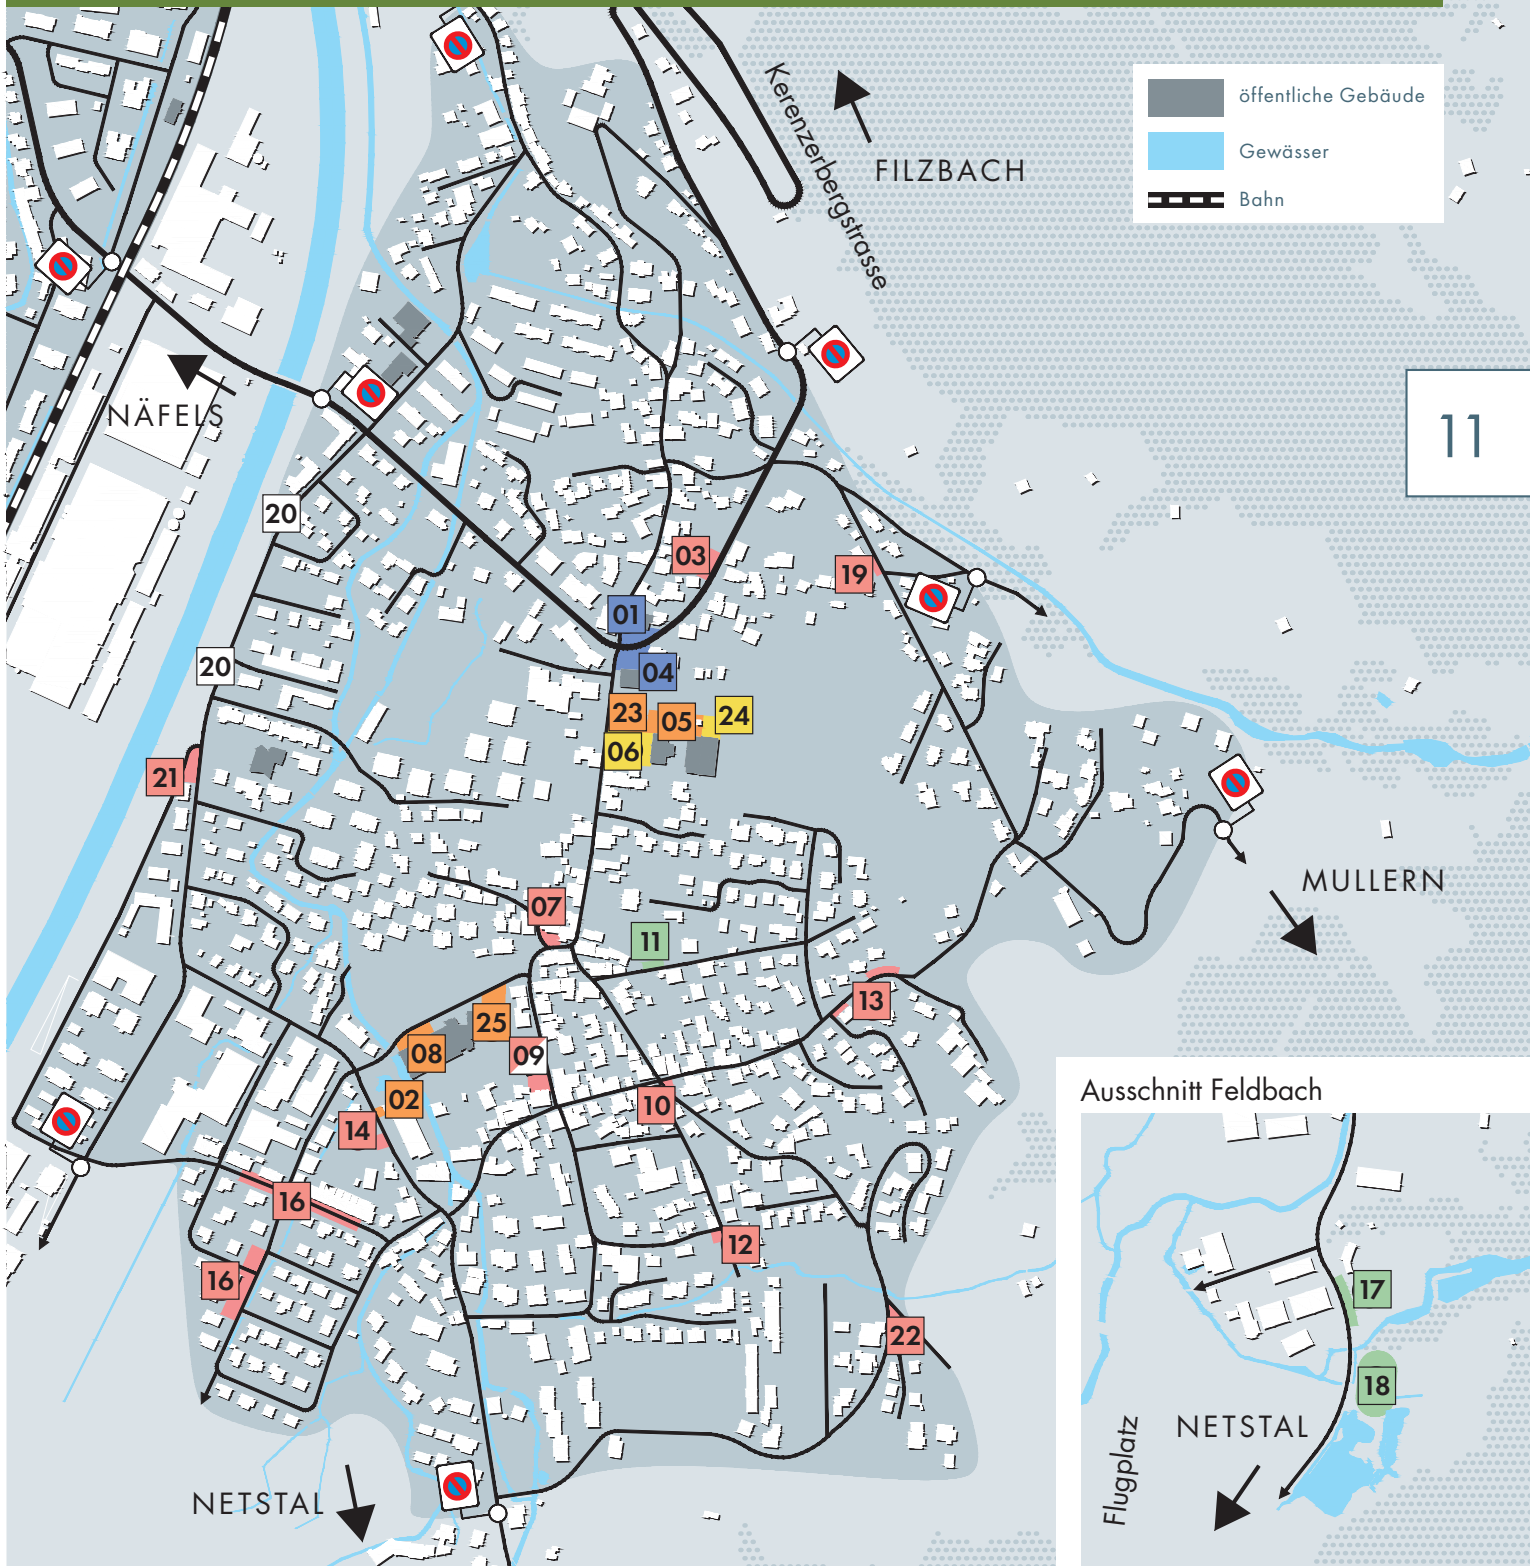 öffentliche Gebäude
Gewässer
Bahn
Kerenzerbergstrasse
FILZBACH
NÄFELS
11
20
03
19
01
20
04
23
05
24
06
21
MULLERN
07
11
13
25
09
08
02
10
14
16
12
16
22
NETSTAL
Ausschnitt Feldbach
17
18
NETSTAL
Flugplatz